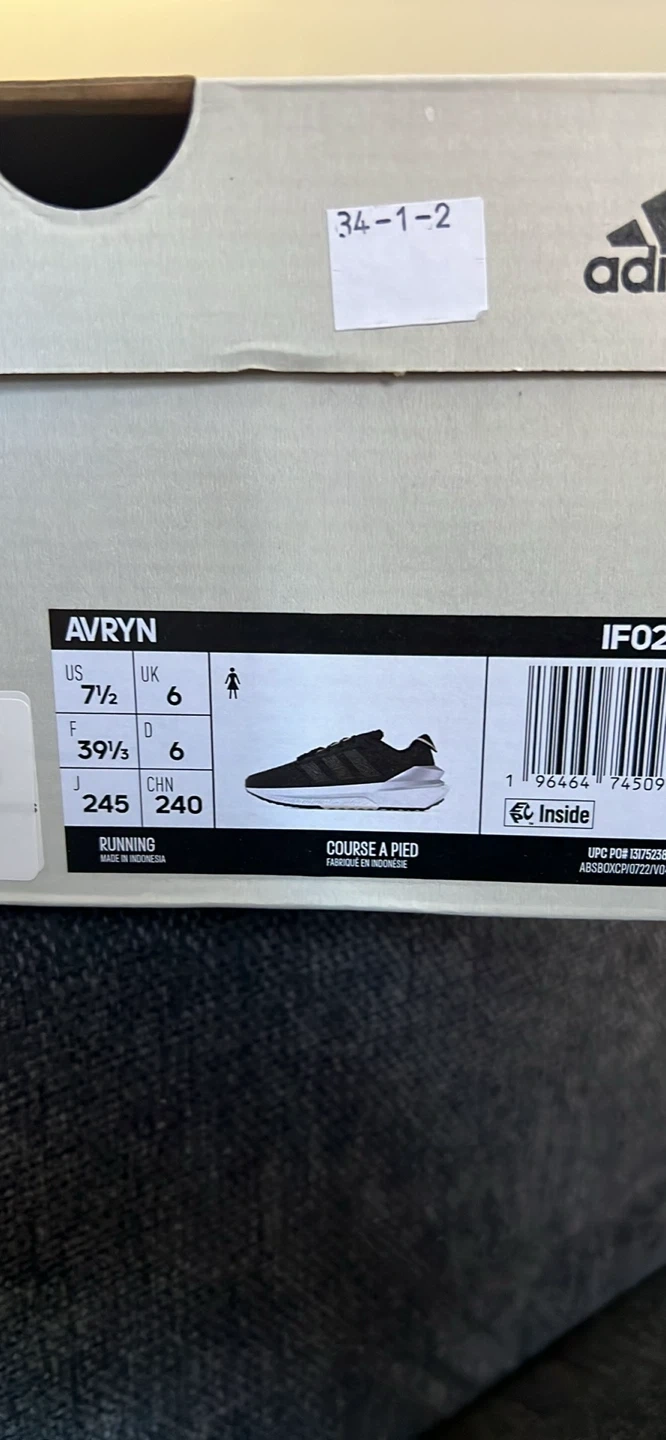 34-1-2
adi
AVRYN
IF02
US
7½
UK
6
F
39⅓
D
6
J
245
CHN
240
1 96464 74509
Inside
RUNNING
MADE IN INDONESIA
COURSE A PIED
FABRIQUÉ EN INDONÉSIE
UPC PO# 13175238
ABSBOXCP/0722/V0